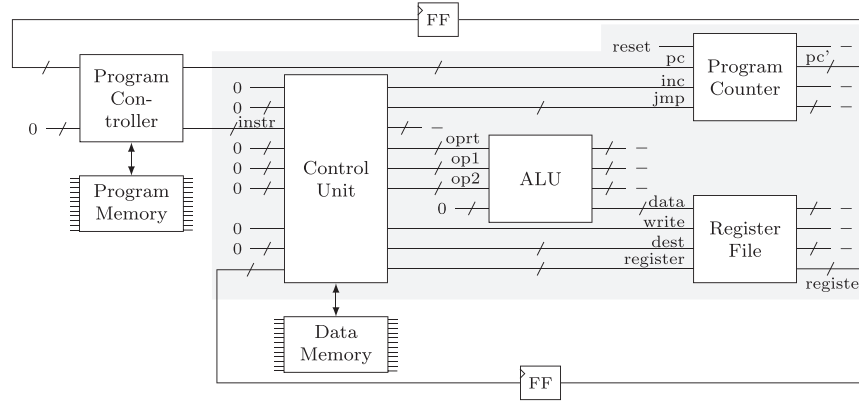 FF
reset
pc
pc'
Program
Con-
troller
Program
Counter
inc
jmp
0
0
0
instr
Control
Unit
oprt
op1
op2
0
0
0
ALU
0
Program
Memory
data
write
dest
register
0
0
Register
File
registe
Data
Memory
FF